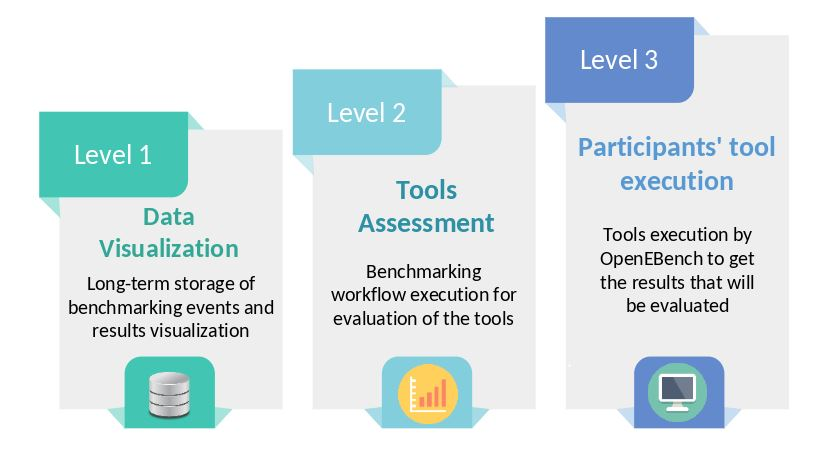 Level 1
Data
Visualization
Long-term storage of
benchmarking events and
results visualization
Level 2
Tools
Assessment
Benchmarking
workflow execution for
evaluation of the tools
Level 3
Participants' tool
execution
Tools execution by
OpenEBench to get
the results that will
be evaluated